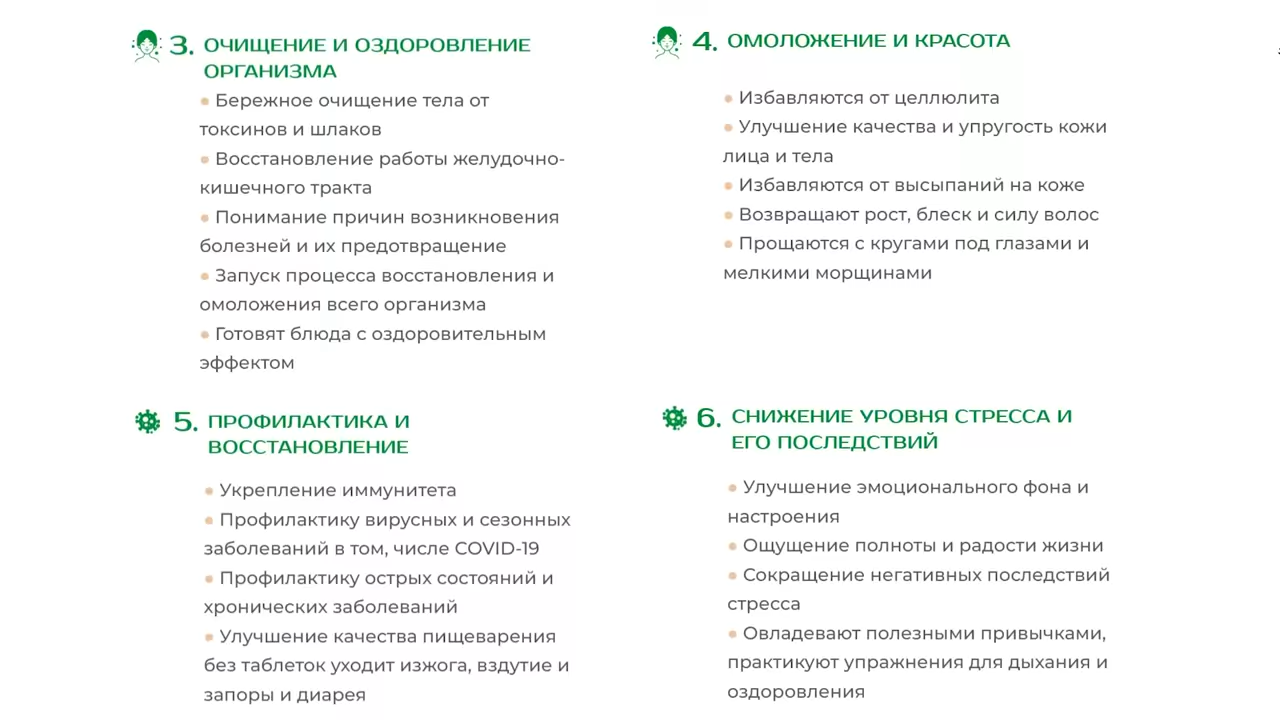 3. ОЧИЩЕНИЕ И ОЗДОРОВЛЕНИЕ
ОРГАНИЗМА
• Бережное очищение тела от
токсинов и шлаков
• Восстановление работы желудочно-
кишечного тракта
• Понимание причин возникновения
болезней и их предотвращение
• Запуск процесса восстановления и
омоложения всего организма
• Готовят блюда с оздоровительным
эффектом
4. ОМОЛОЖЕНИЕ И КРАСОТА
• Избавляются от целлюлита
• Улучшение качества и упругость кожи
лица и тела
• Избавляются от высыпаний на коже
• Возвращают рост, блеск и силу волос
• Прощаются с кругами под глазами и
мелкими морщинами
5. ПРОФИЛАКТИКА И
ВОССТАНОВЛЕНИЕ
• Укрепление иммунитета
• Профилактику вирусных и сезонных
заболеваний в том, числе COVID-19
• Профилактику острых состояний и
хронических заболеваний
• Улучшение качества пищеварения
без таблеток уходит изжога, вздутие и
запоры и диарея
6. СНИЖЕНИЕ УРОВНЯ СТРЕССА И
ЕГО ПОСЛЕДСТВИЙ
• Улучшение эмоционального фона и
настроения
• Ощущение полноты и радости жизни
• Сокращение негативных последствий
стресса
• Овладевают полезными привычками,
практикуют упражнения для дыхания и
оздоровления